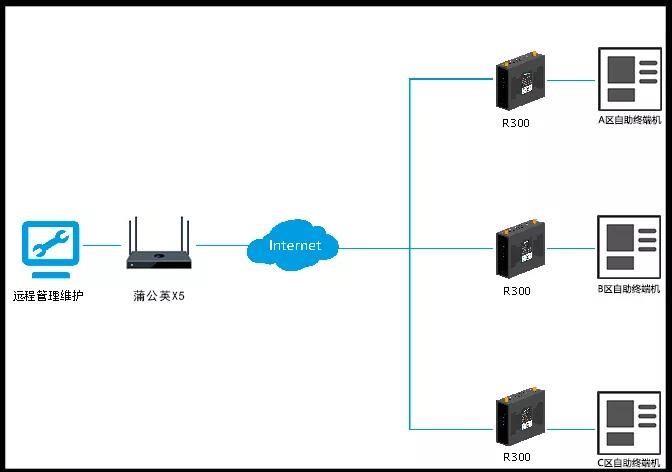 R300
A区自助终端机
Internet
远程管理维护
蒲公英X5
R300
B区自助终端机
R300
C区自助终端机